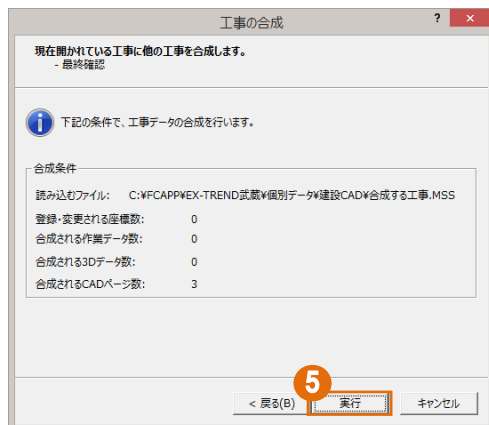 工事の合成
? ×
現在開かれている工事に他の工事を合成します。
- 最終確認
下記の条件で、工事データの合成を行います。
合成条件
読み込むファイル: C:¥FCAPP¥EX-TREND武蔵¥個別データ¥建設CAD¥合成する工事.MSS
登録・変更される座標数: 0
合成される作業データ数: 0
合成される3Dデータ数: 0
合成されるCADページ数: 3
5
< 戻る(B) 実行 キャンセル